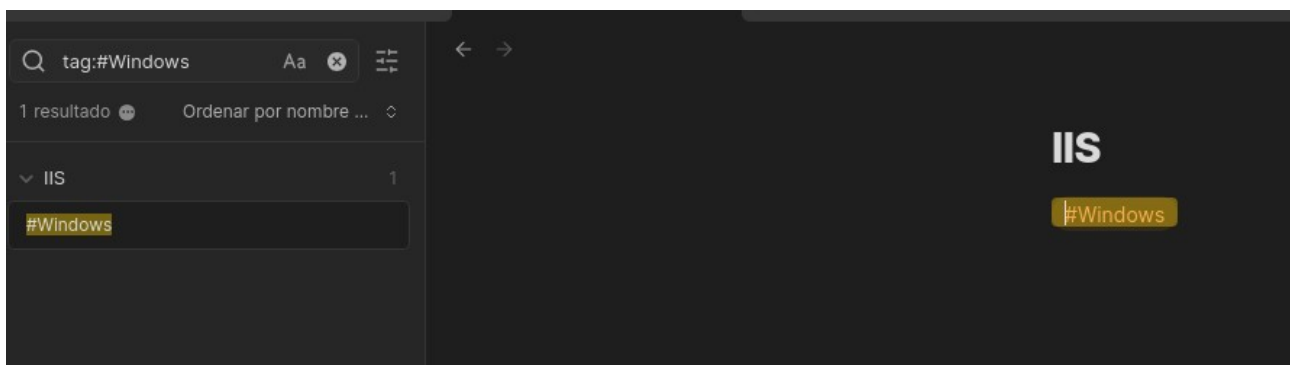 tag:#Windows Aa
1 resultado Ordenar por nombre ...
IIS 1
#Windows
IIS
#Windows